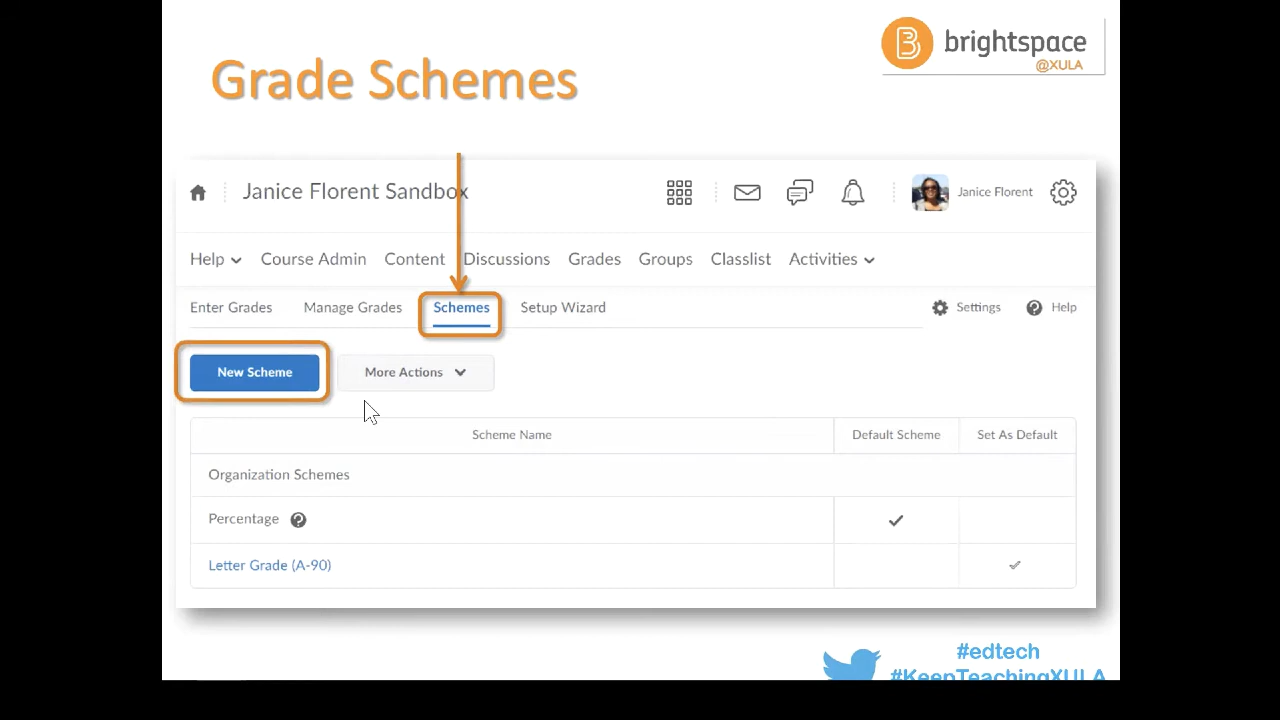 Grade Schemes
brightspace
@XULA
Janice Florent Sandbox
Janice Florent
Help
Course Admin
Content
Discussions
Grades
Groups
Classlist
Activities
Enter Grades
Manage Grades
Schemes
Setup Wizard
Settings
Help
New Scheme
More Actions
Scheme Name
Default Scheme
Set As Default
Organization Schemes
Percentage
Letter Grade (A-90)
#edtech
#KeepTeachingXULA